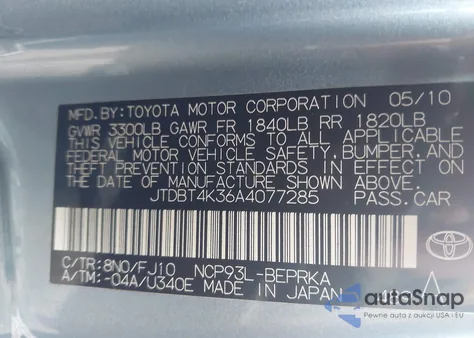 MFD. BY: TOYOTA MOTOR CORPORATION 05/10
GVWR 3300LB GAWR FR 1840LB RR 1820LB
THIS VEHICLE CONFORMS TO ALL APPLICABLE
FEDERAL MOTOR VEHICLE SAFETY, BUMPER, AND
THEFT PREVENTION STANDARDS IN EFFECT ON
THE DATE OF MANUFACTURE SHOWN ABOVE.
JTDBT4K36A4077285 PASS. CAR
C/TR: 8N0/FJ10 NCP93L-BEPRKA
A/TM: -04A/U340E MADE IN JAPAN
TOYOTA
A
autaSnap
Pewne auta z aukcji USA i EU